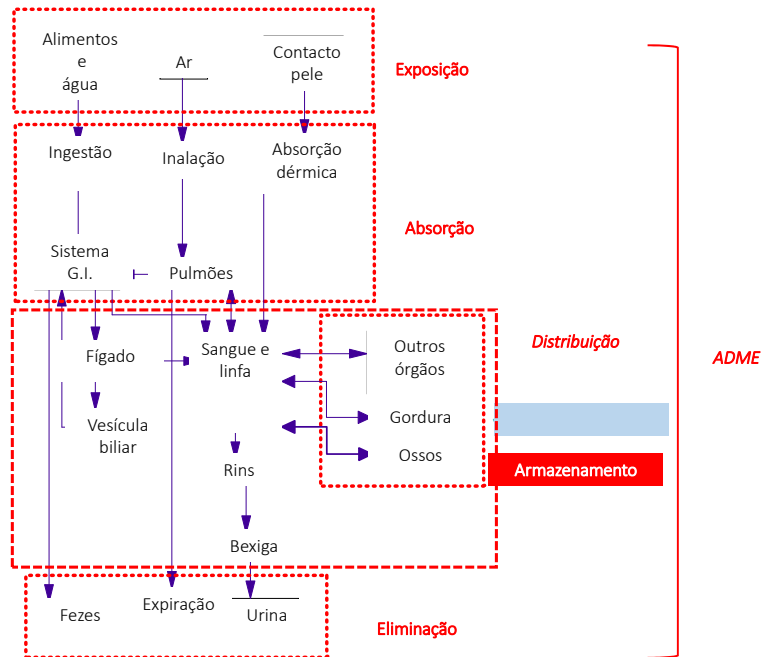 Alimentos
e
água
Ar
Contacto
pele
Exposição
Ingestão
Inalação
Absorção
dérmica
Absorção
Sistema
G.I.
Pulmões
Fígado
Sangue e
linfa
Outros
órgãos
Distribuição
ADME
Vesícula
biliar
Gordura
Ossos
Armazenamento
Rins
Bexiga
Fezes
Expiração
Urina
Eliminação